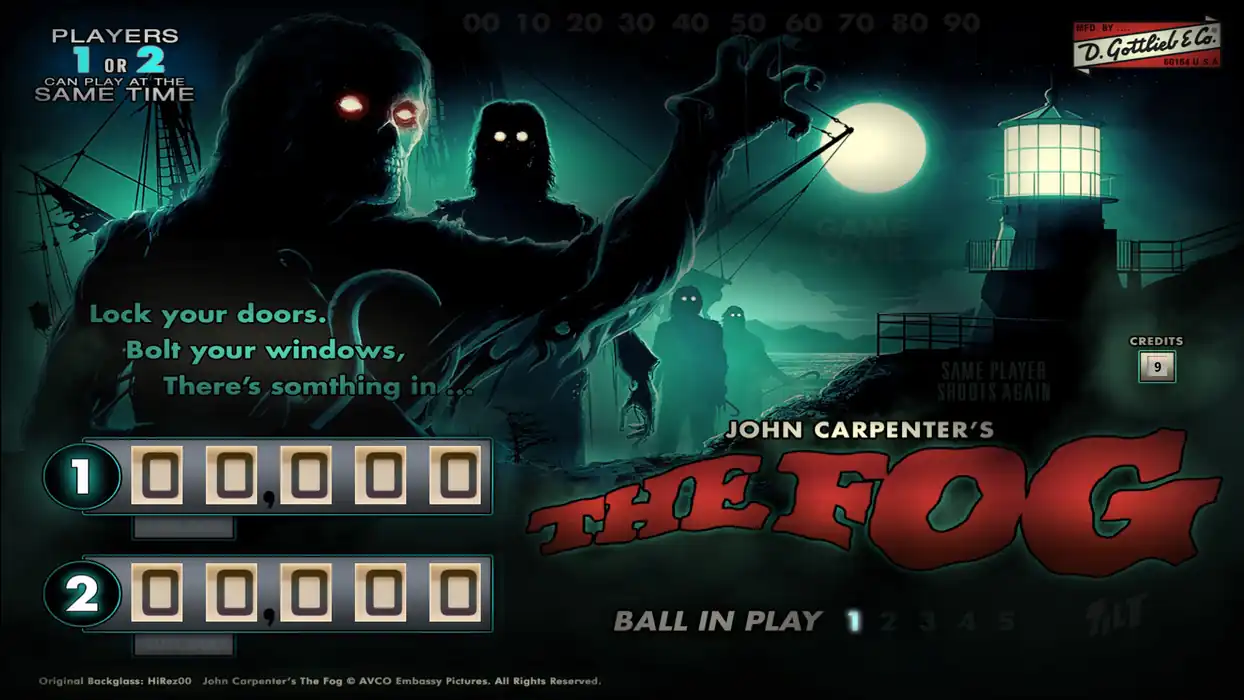 00 10 20 30 40 50 60 70 80 90
PLAYERS
1 OR 2
CAN PLAY AT THE
SAME TIME
MFD. BY ....
D. Gottlieb & Co.
60164 U.S.A
GAME
OVER
Lock your doors.
Bolt your windows,
There's somthing in ...
CREDITS
9
SAME PLAYER
SHOOTS AGAIN
JOHN CARPENTER'S
THE FOG
1 00,000
2 00,000
BALL IN PLAY 1 2 3 4 5
TILT
Original Backglass: HiRez00 John Carpenter's The Fog © AVCO Embassy Pictures. All Rights Reserved.